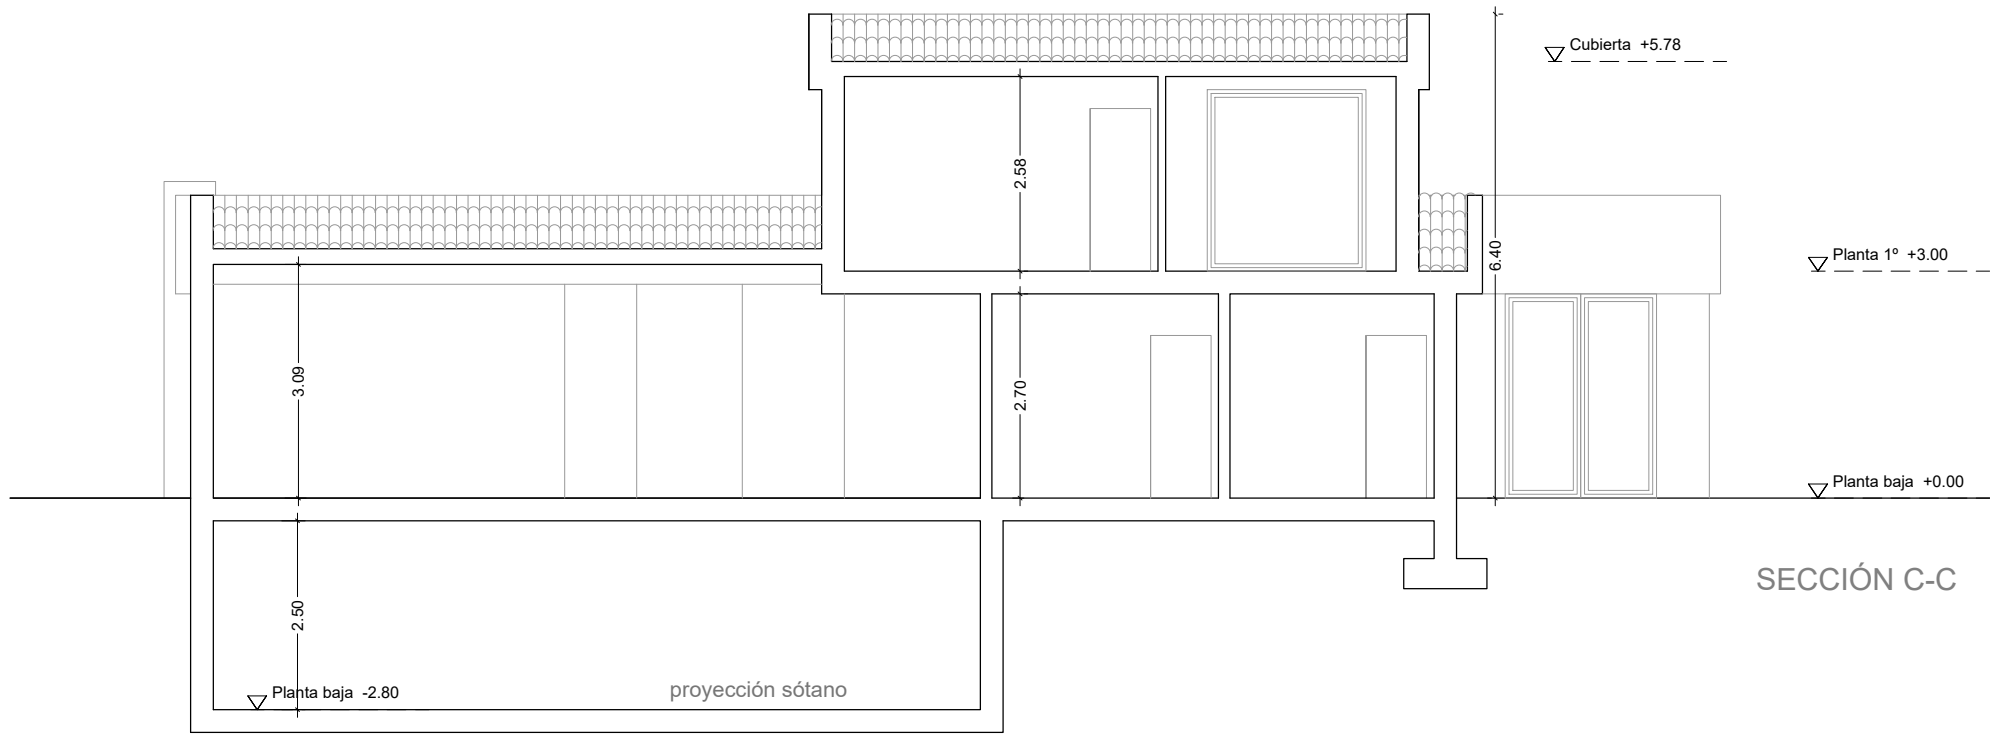 Cubierta  +5.78
2.58
6.40
Planta 1º  +3.00
3.09
2.70
Planta baja  +0.00
SECCIÓN C-C
2.50
Planta baja  -2.80
proyección sótano